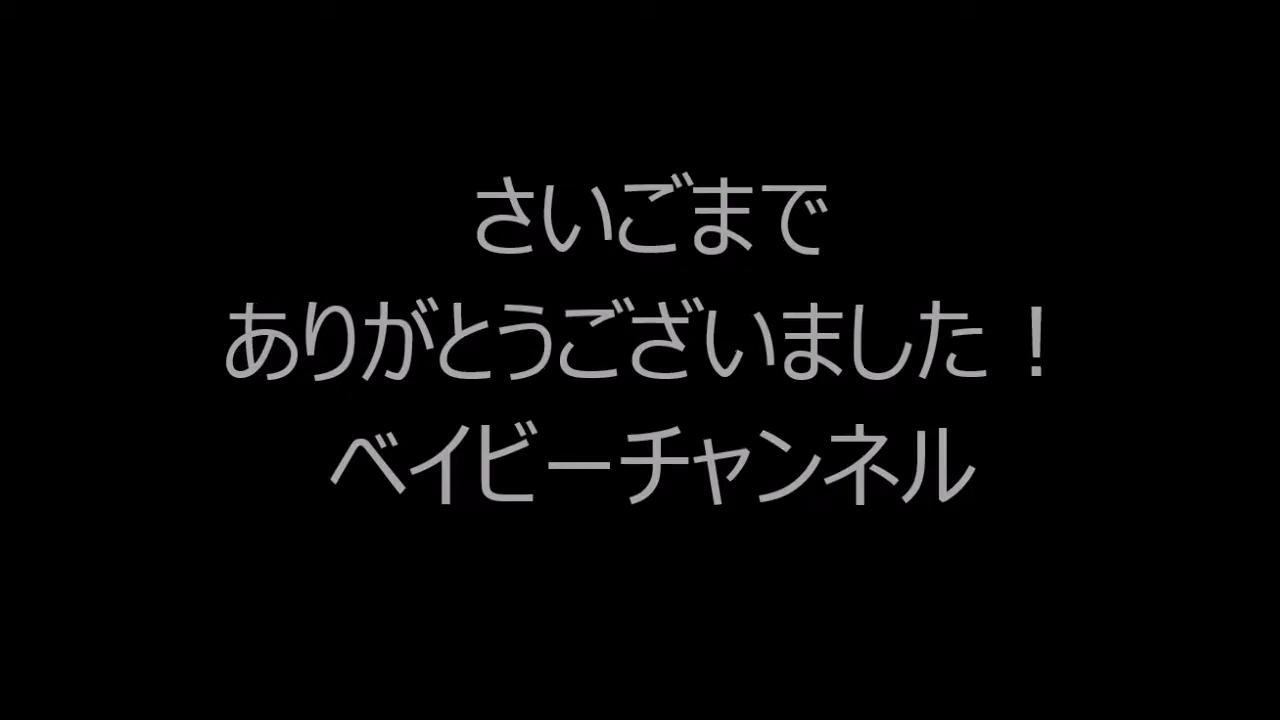 さいごまで
ありがとうございました！
ベイビーチャンネル